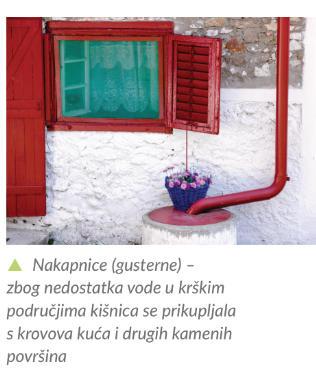 ▲ Nakapnice (gusterne) –
zbog nedostatka vode u krškim
područjima kišnica se prikupljala
s krovova kuća i drugih kamenih
površina